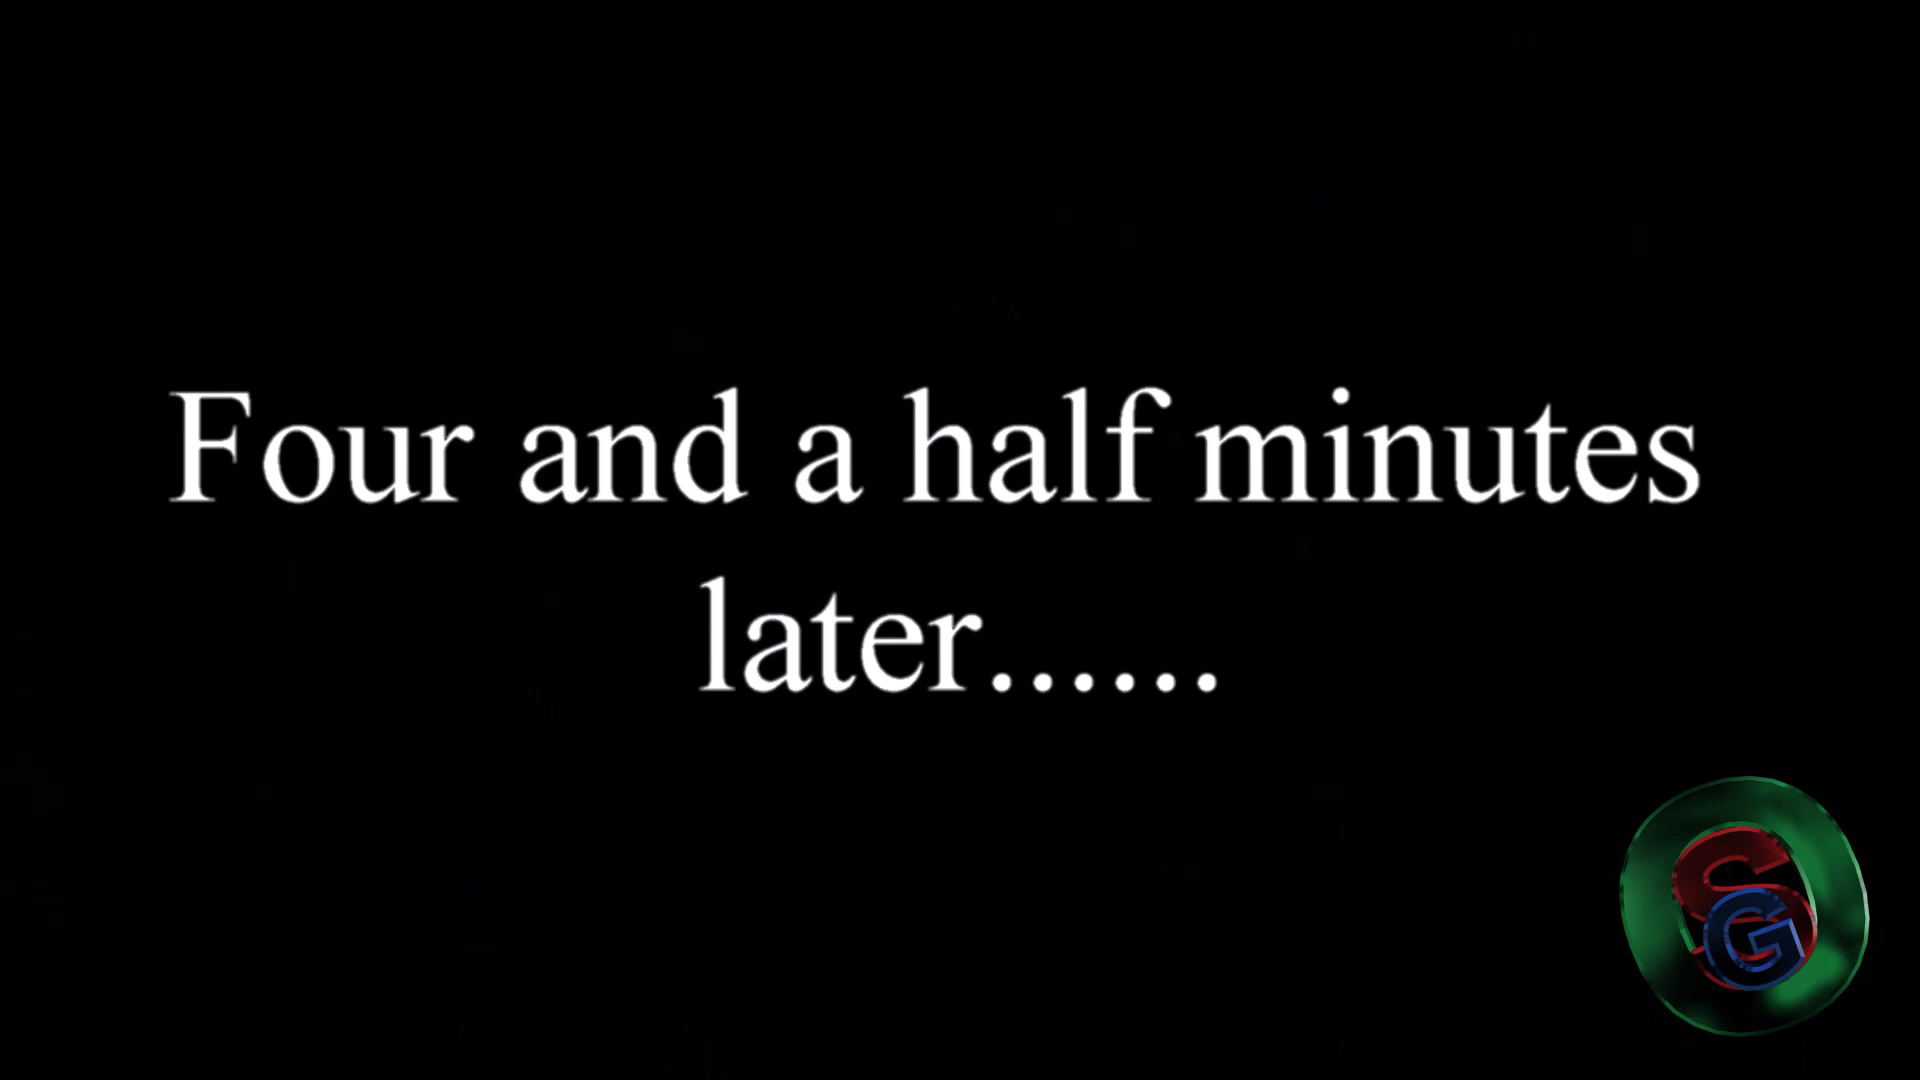 Four and a half minutes
later......
S
G